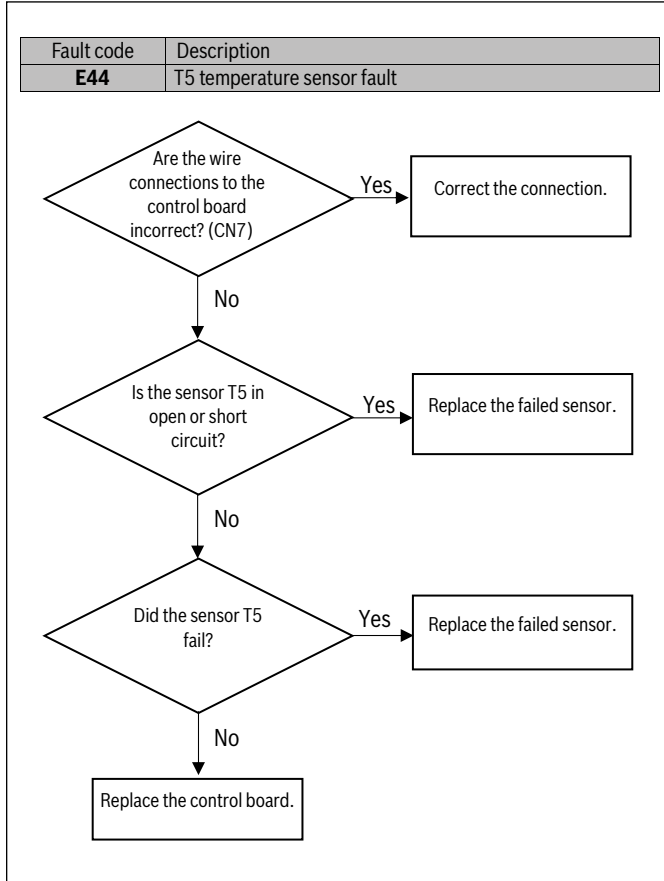 Fault code Description
E44 T5 temperature sensor fault
Are the wire
connections to the
control board
incorrect? (CN7)
Yes
Correct the connection.
No
Is the sensor T5 in
open or short
circuit?
Yes
Replace the failed sensor.
No
Did the sensor T5
fail?
Yes
Replace the failed sensor.
No
Replace the control board.